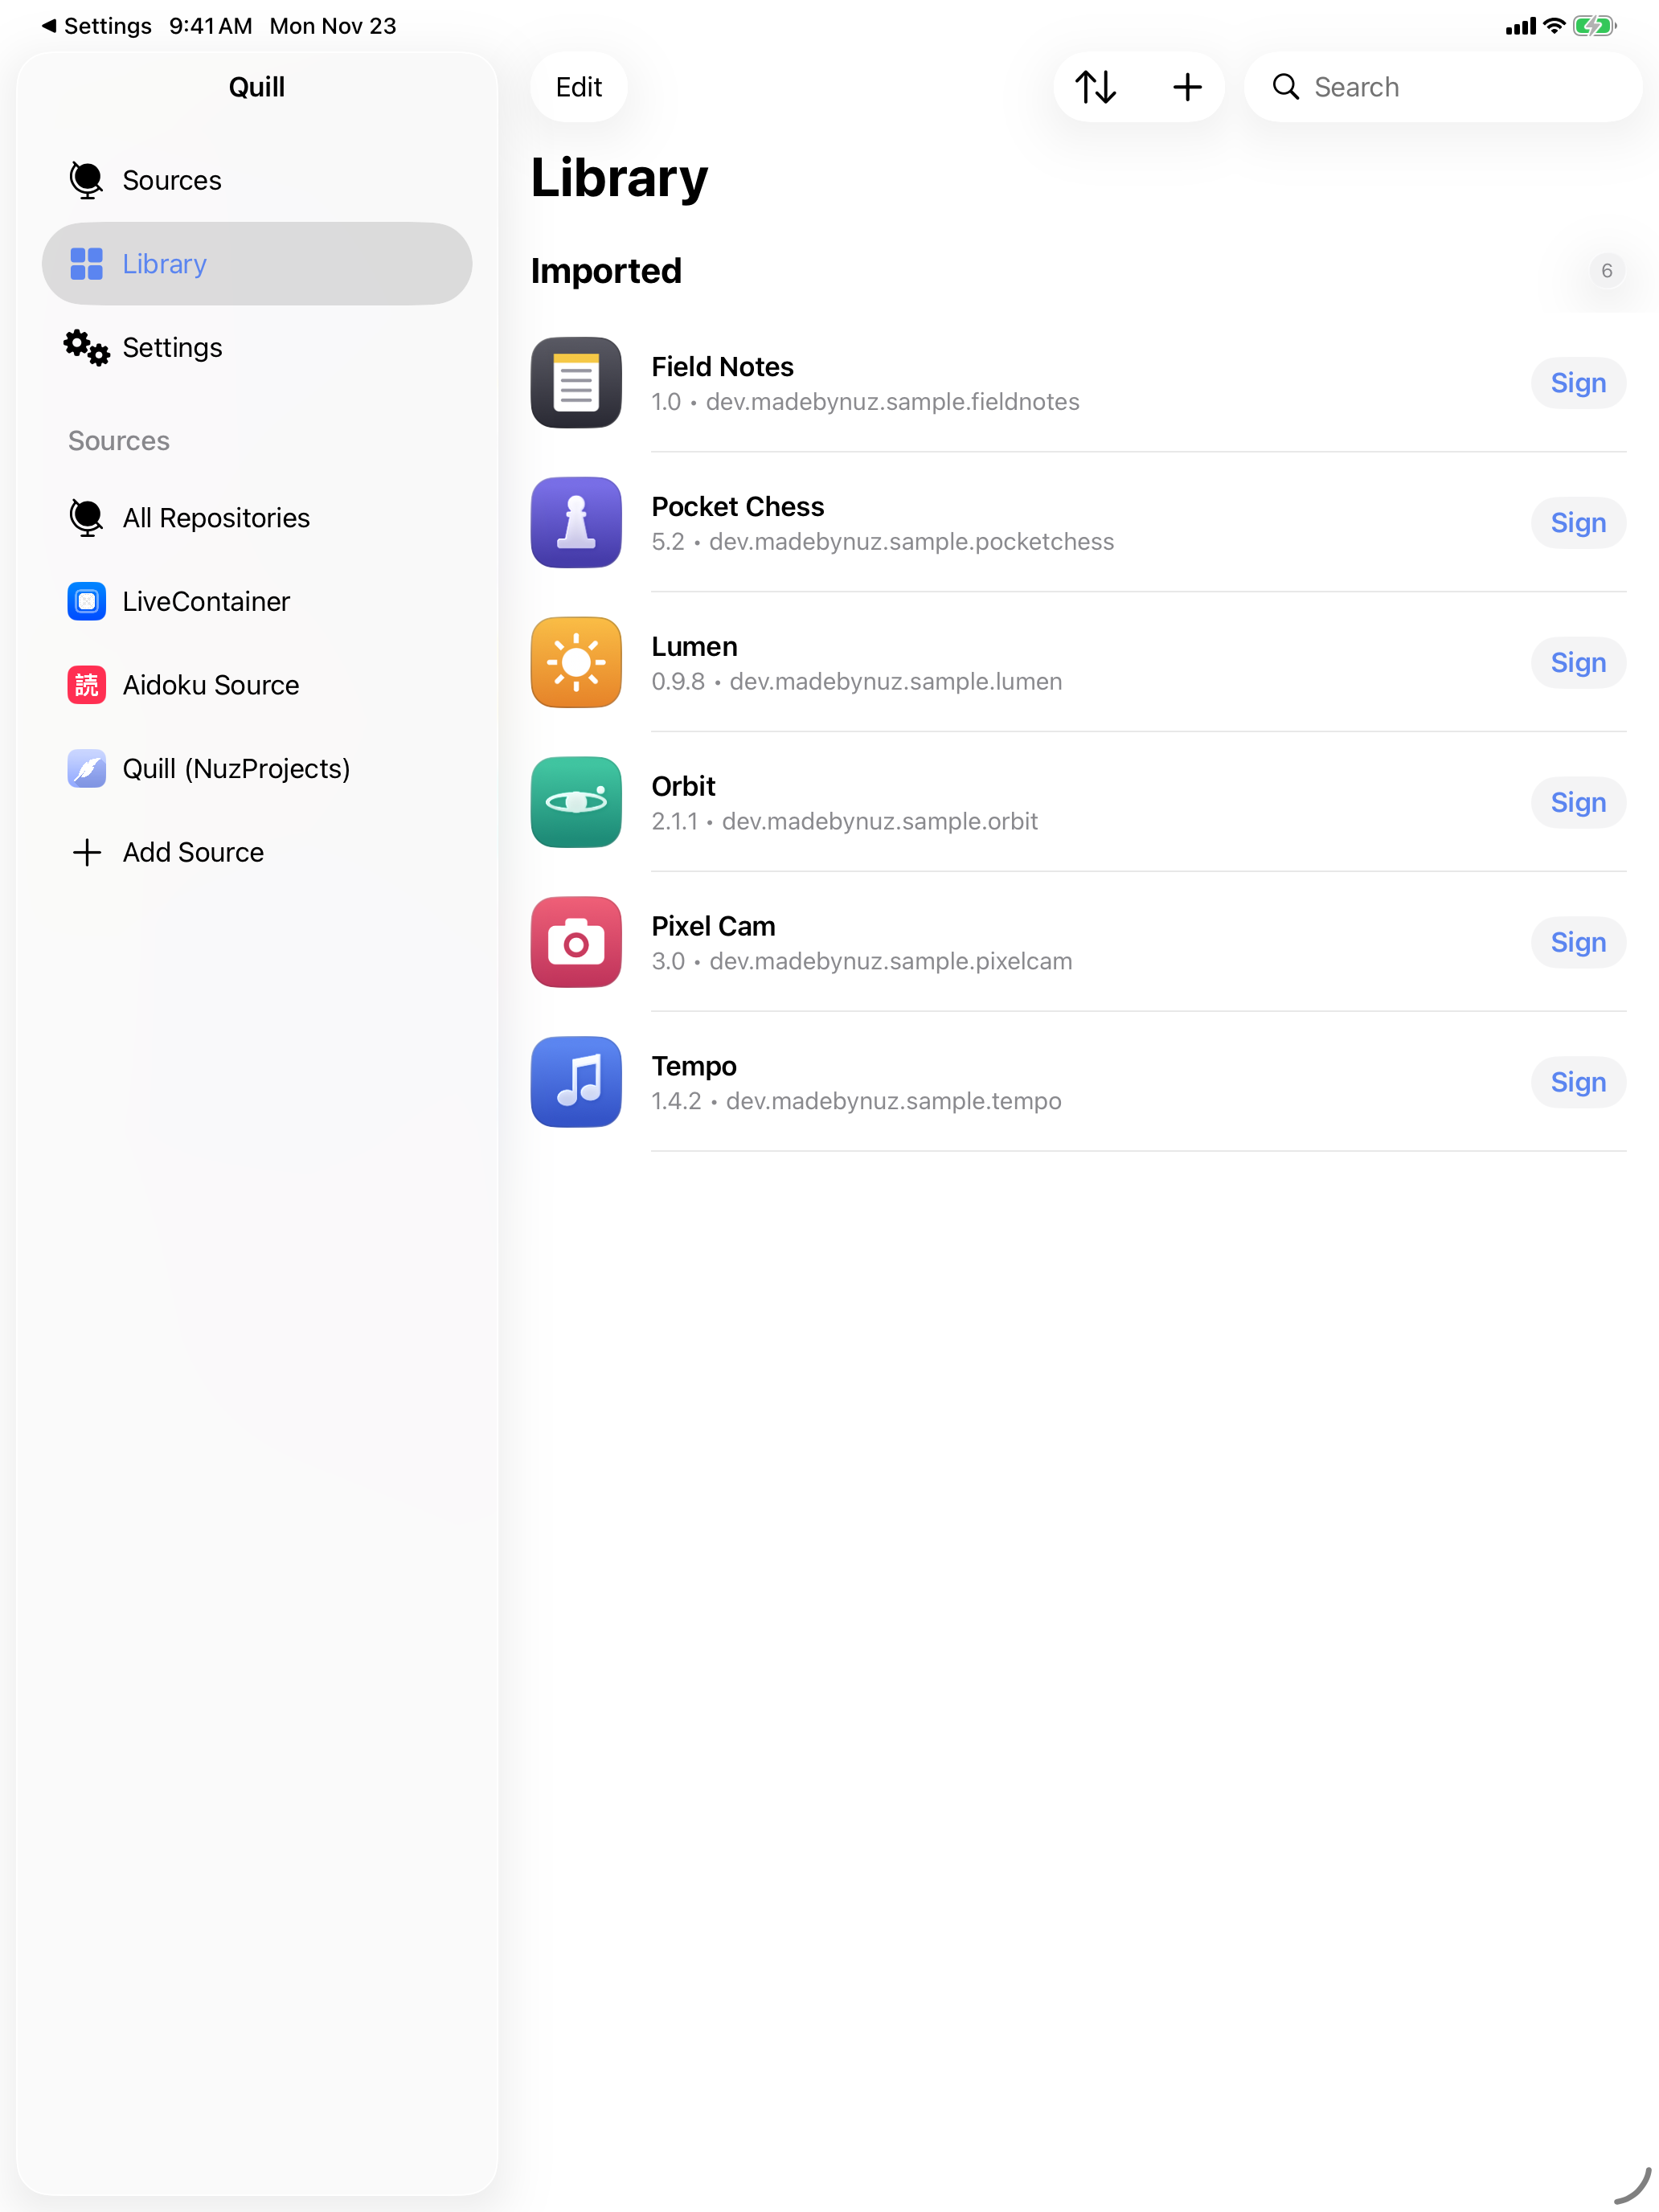 Settings 9:41 AM Mon Nov 23
Quill
Sources
Library
Settings
Sources
All Repositories
LiveContainer
読 Aidoku Source
Quill (NuzProjects)
Add Source
Edit
Search
Library
Imported 6
Field Notes
1.0 • dev.madebynuz.sample.fieldnotes
Sign
Pocket Chess
5.2 • dev.madebynuz.sample.pocketchess
Sign
Lumen
0.9.8 • dev.madebynuz.sample.lumen
Sign
Orbit
2.1.1 • dev.madebynuz.sample.orbit
Sign
Pixel Cam
3.0 • dev.madebynuz.sample.pixelcam
Sign
Tempo
1.4.2 • dev.madebynuz.sample.tempo
Sign